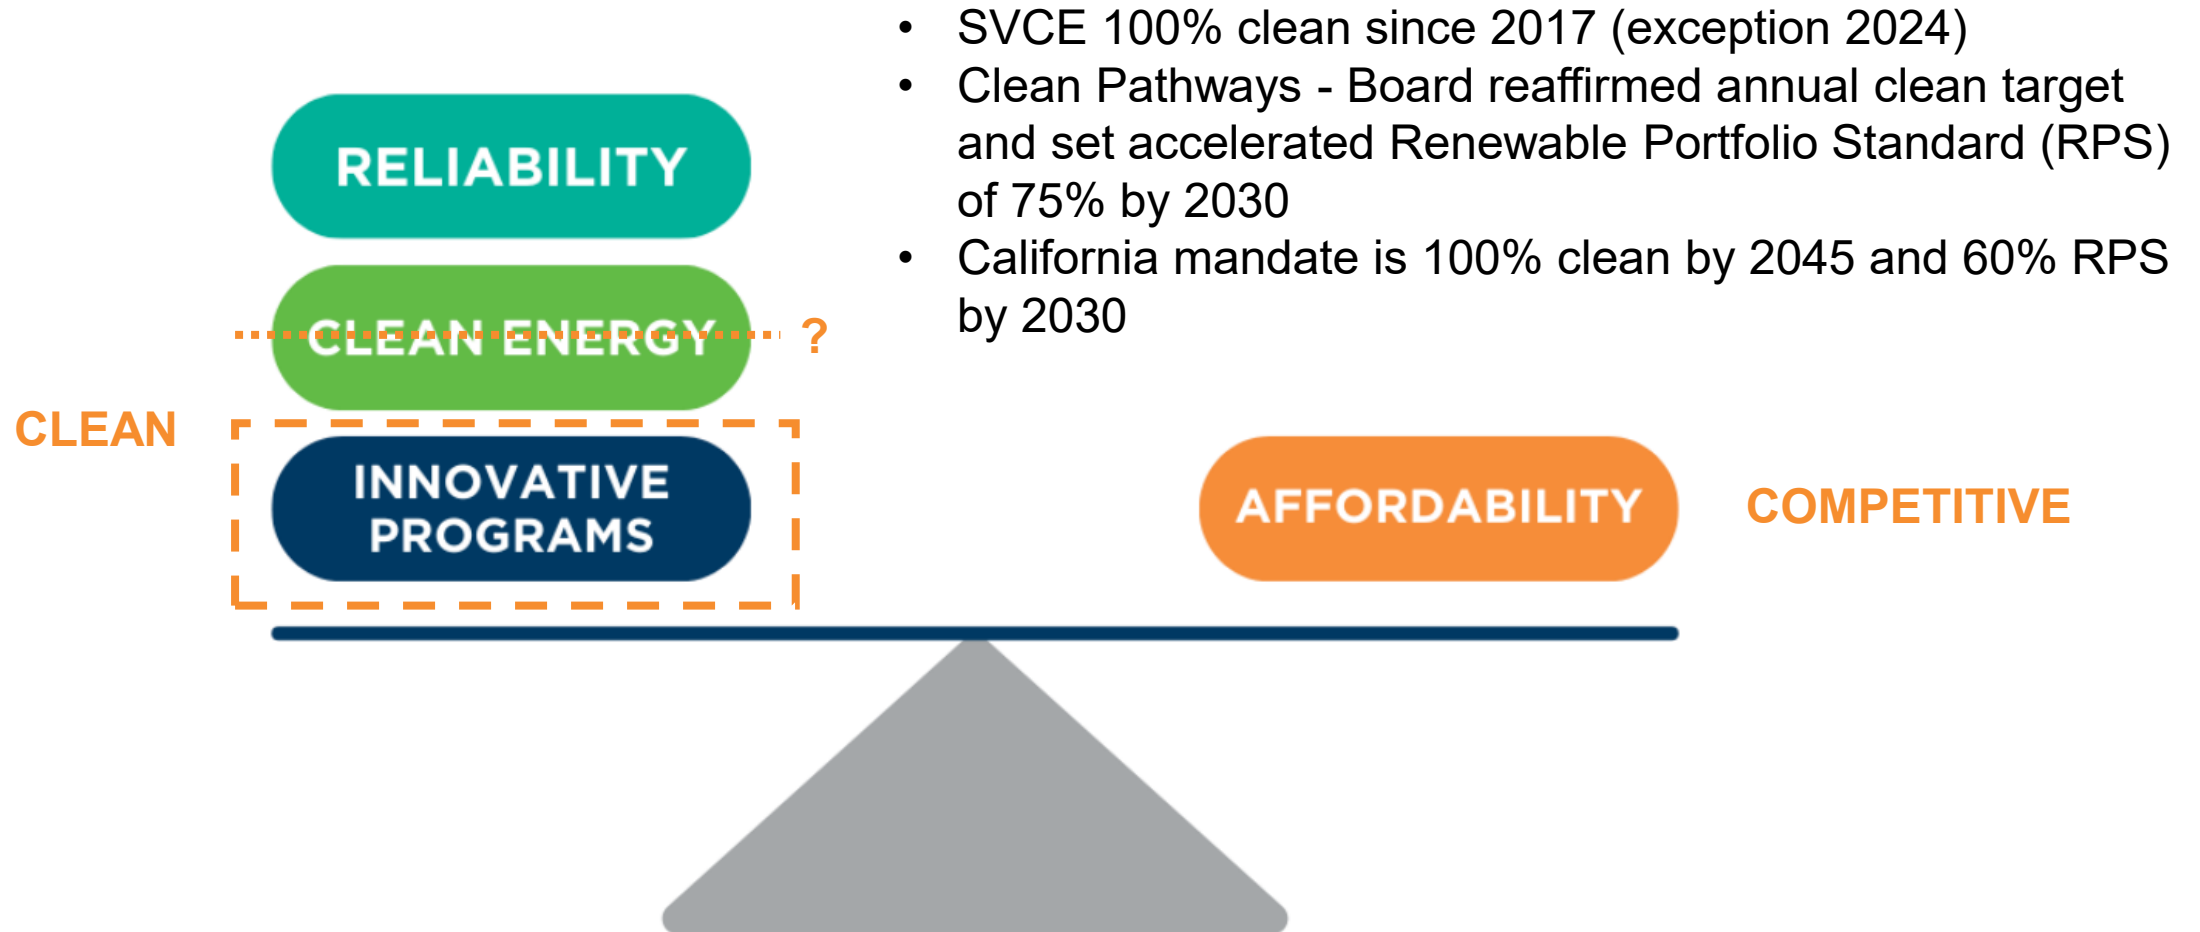 • SVCE 100% clean since 2017 (exception 2024)
• Clean Pathways - Board reaffirmed annual clean target
and set accelerated Renewable Portfolio Standard (RPS)
of 75% by 2030
• California mandate is 100% clean by 2045 and 60% RPS
by 2030
RELIABILITY
CLEAN ENERGY ?
CLEAN
INNOVATIVE
PROGRAMS
AFFORDABILITY
COMPETITIVE